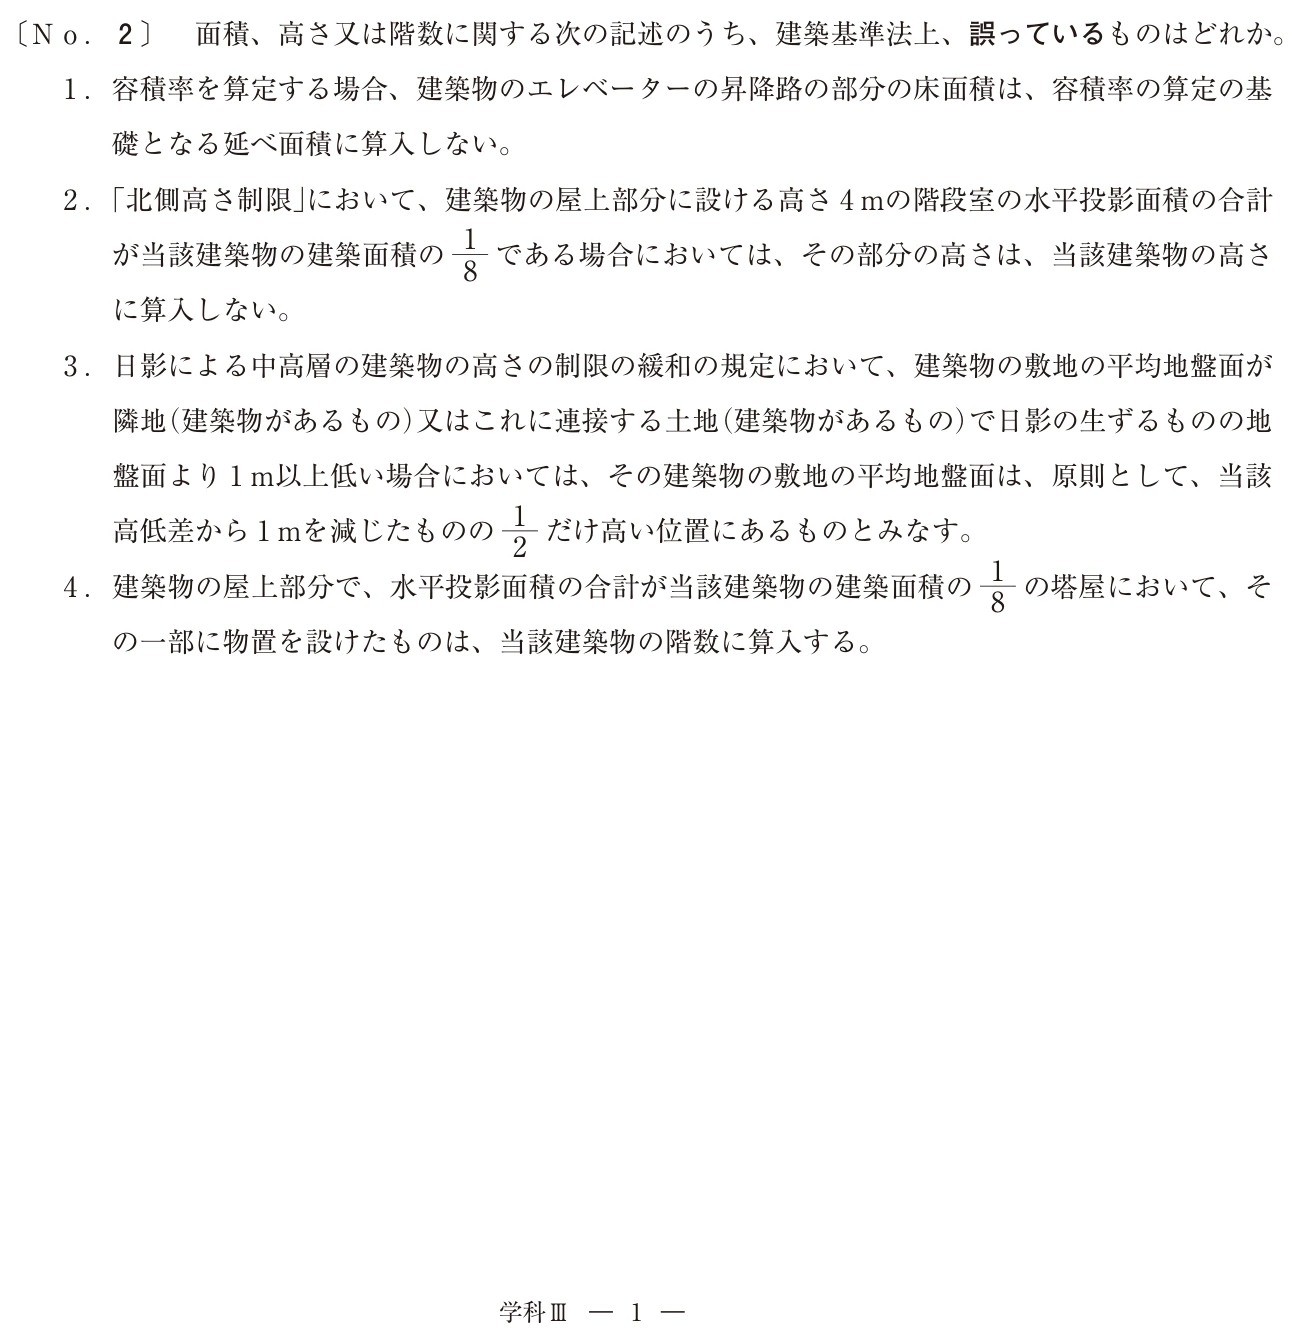 〔Ｎｏ. 2〕　面積、高さ又は階数に関する次の記述のうち、建築基準法上、誤っているものはどれか。
1. 容積率を算定する場合、建築物のエレベーターの昇降路の部分の床面積は、容積率の算定の基
礎となる延べ面積に算入しない。
2.「北側高さ制限」において、建築物の屋上部分に設ける高さ4mの階段室の水平投影面積の合計
が当該建築物の建築面積の1/8である場合においては、その部分の高さは、当該建築物の高さ
に算入しない。
3. 日影による中高層の建築物の高さの制限の緩和の規定において、建築物の敷地の平均地盤面が
隣地(建築物があるもの)又はこれに連接する土地(建築物があるもの)で日影の生ずるものの地
盤面より1m以上低い場合においては、その建築物の敷地の平均地盤面は、原則として、当該
高低差から1mを減じたものの1/2だけ高い位置にあるものとみなす。
4. 建築物の屋上部分で、水平投影面積の合計が当該建築物の建築面積の1/8の塔屋において、そ
の一部に物置を設けたものは、当該建築物の階数に算入する。
学科Ⅲ ― 1 ―